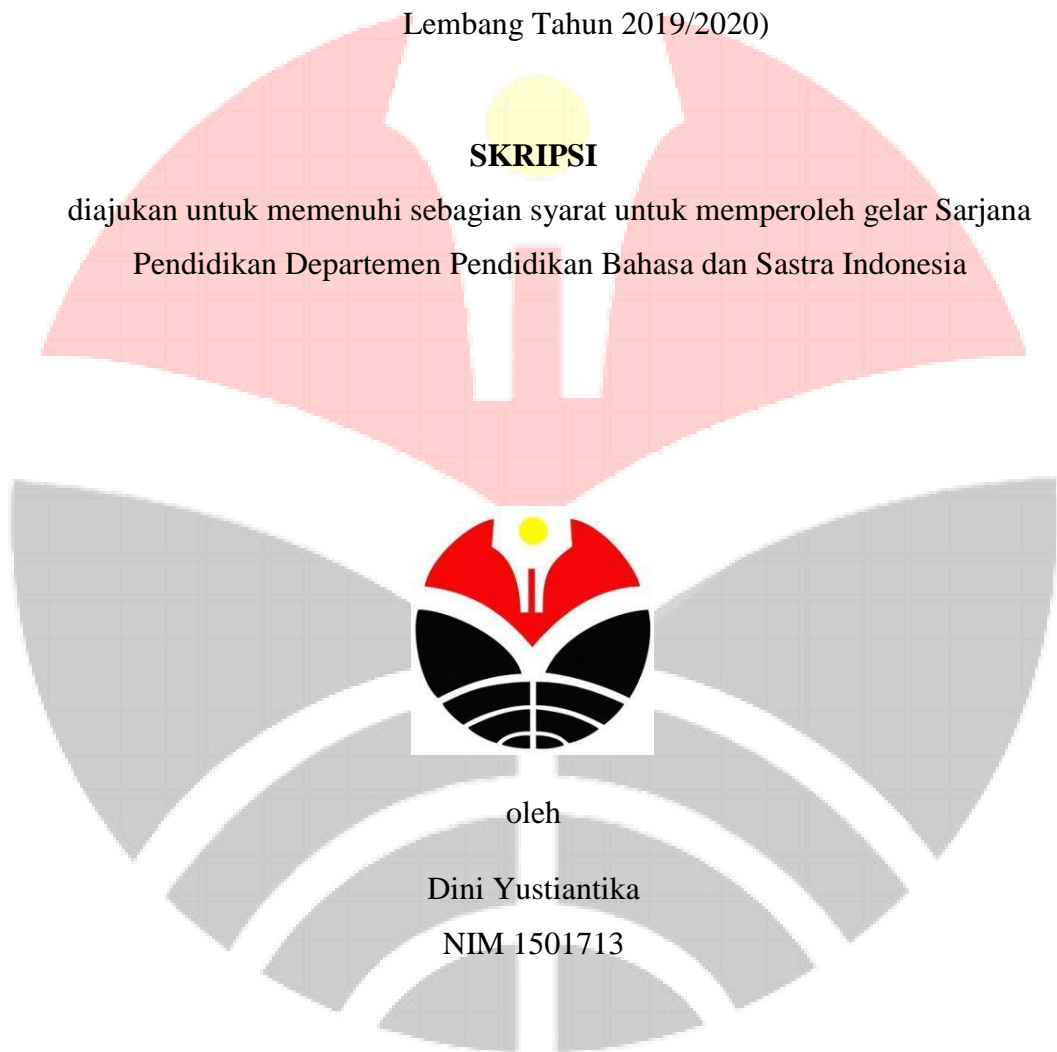 Lembang Tahun 2019/2020)
SKRIPSI
diajukan untuk memenuhi sebagian syarat untuk memperoleh gelar Sarjana
Pendidikan Departemen Pendidikan Bahasa dan Sastra Indonesia
oleh
Dini Yustiantika
NIM 1501713